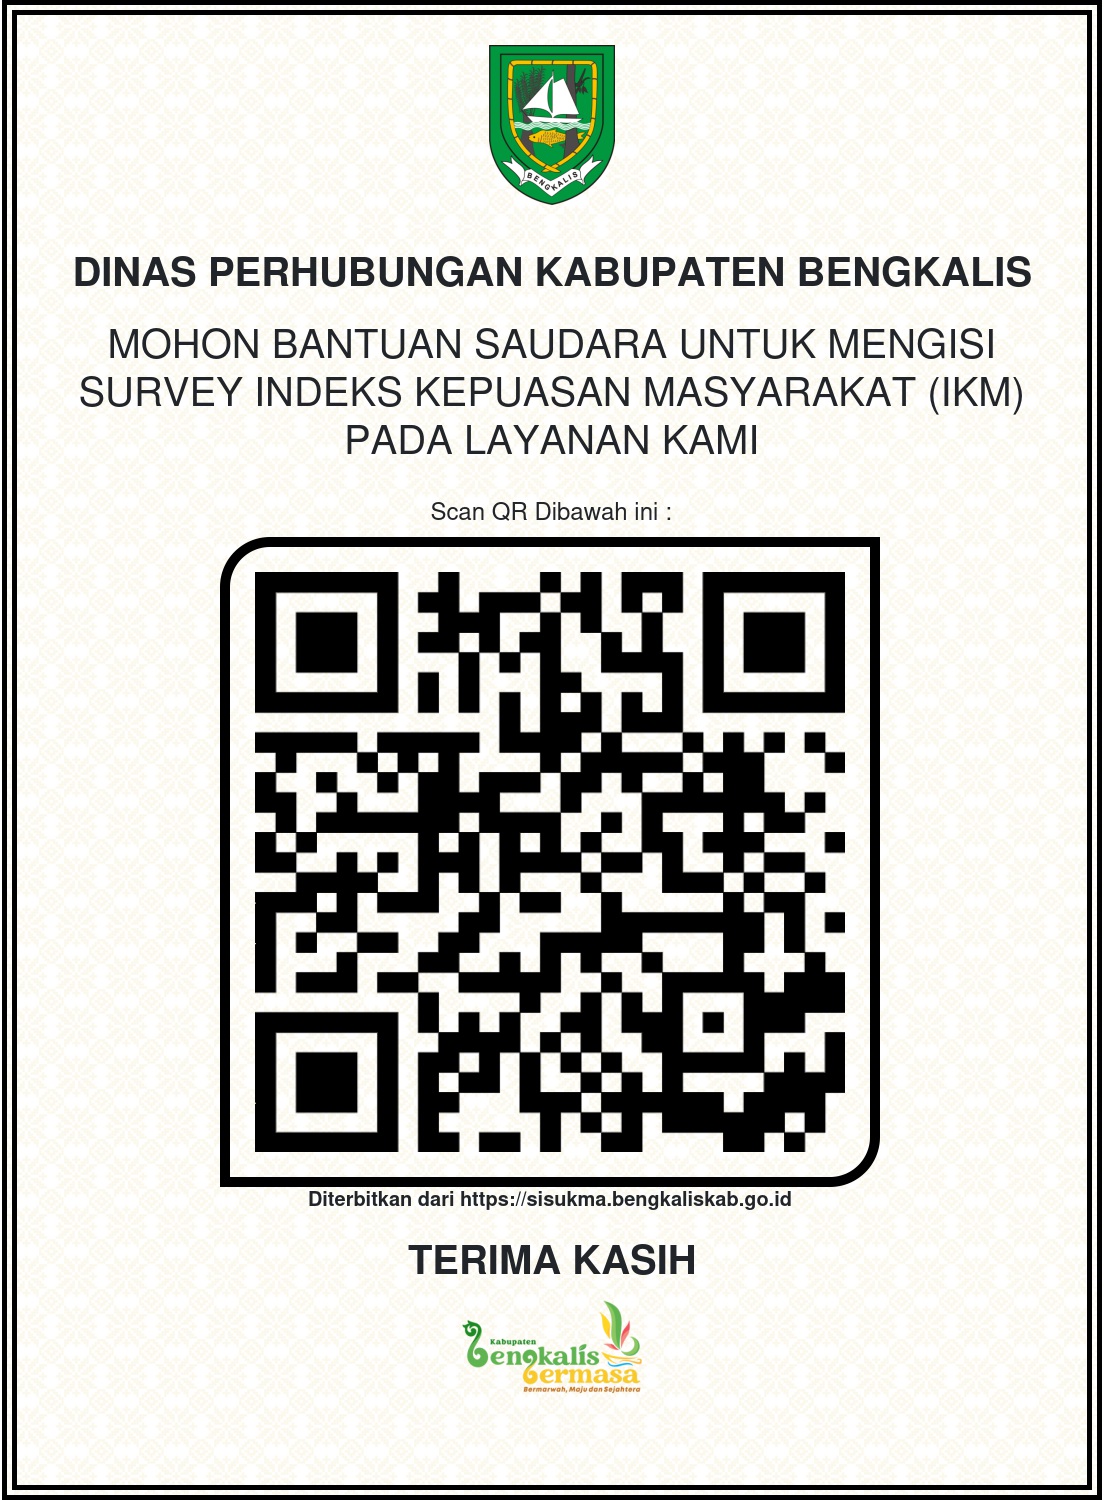 BENGKALIS
DINAS PERHUBUNGAN KABUPATEN BENGKALIS
MOHON BANTUAN SAUDARA UNTUK MENGISI
SURVEY INDEKS KEPUASAN MASYARAKAT (IKM)
PADA LAYANAN KAMI
Scan QR Dibawah ini :
Diterbitkan dari https://sisukma.bengkaliskab.go.id
TERIMA KASIH
Kabupaten
Bengkalis
Bermasa
Bermarwah, Maju dan Sejahtera